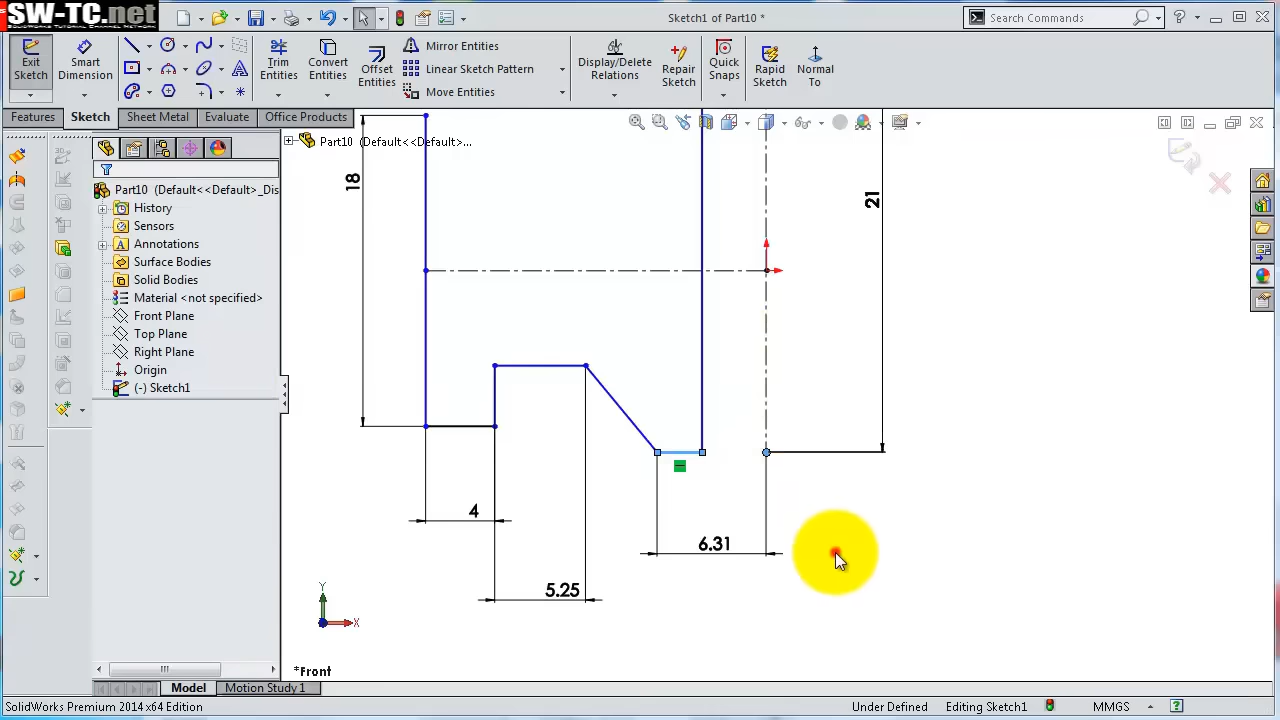 SW-TC.net
SOLIDWORKS TUTORIAL CHANNEL NETWORK
Sketch1 of Part10 *
Search Commands
Exit Sketch
Smart Dimension
Trim Entities
Convert Entities
Offset Entities
Mirror Entities
Linear Sketch Pattern
Move Entities
Display/Delete Relations
Repair Sketch
Quick Snaps
Rapid Sketch
Normal To
Features
Sketch
Sheet Metal
Evaluate
Office Products
Part10 (Default<<Default>...
Part10 (Default<<Default>_Dis
History
Sensors
Annotations
Surface Bodies
Solid Bodies
Material <not specified>
Front Plane
Top Plane
Right Plane
Origin
(-) Sketch1
18
21
4
6.31
5.25
Y
X
*Front
Model
Motion Study 1
SolidWorks Premium 2014 x64 Edition
Under Defined
Editing Sketch1
MMGS